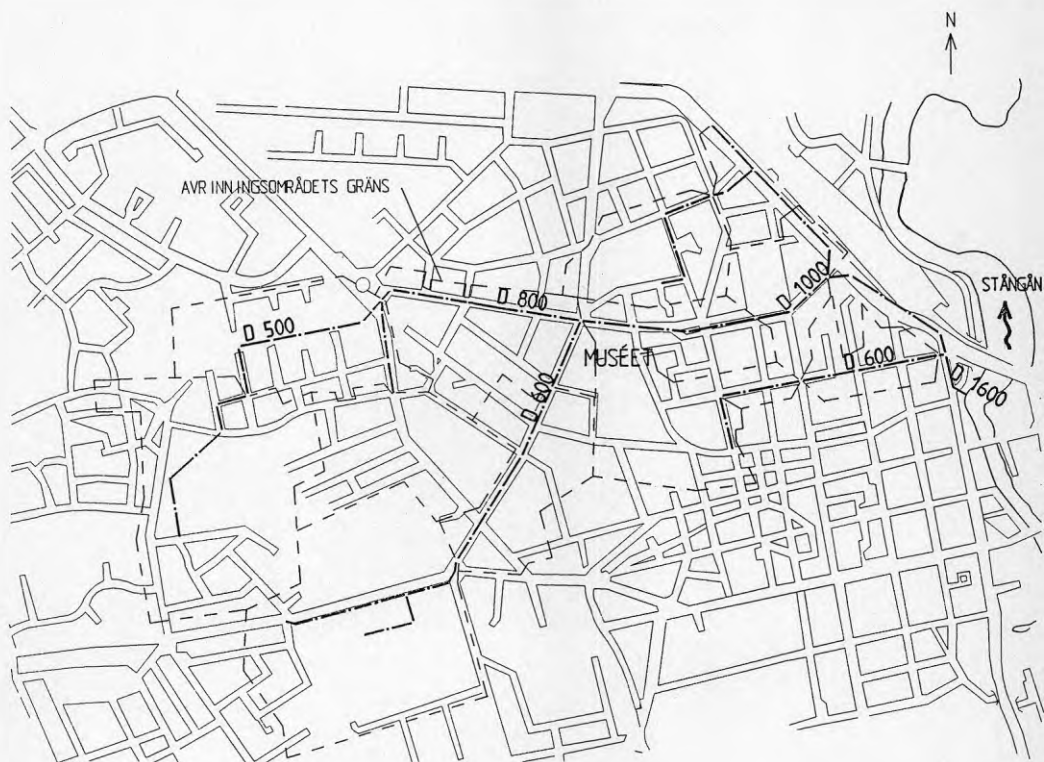 N
AVRINNINGSOMRÅDETS GRÄNS
STÅNGÅN
D 800
D 1000
D 500
MUSÉET
D 600
D 600
D 1600